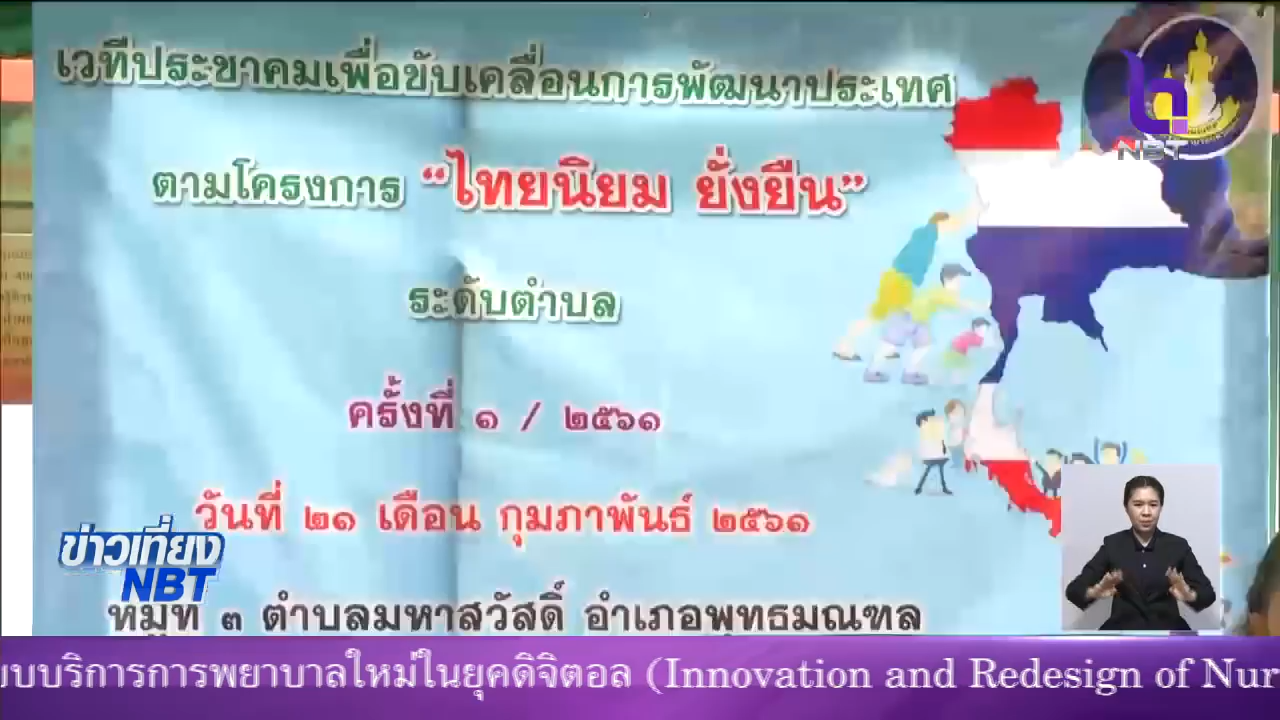 เวทีประชาคมเพื่อขับเคลื่อนการพัฒนาประเทศ
ตามโครงการ “ไทยนิยม ยั่งยืน”
ระดับตำบล
ครั้งที่ ๑ / ๒๕๖๑
วันที่ ๒๑ เดือน กุมภาพันธ์ ๒๕๖๑
หมู่ที่ ๓ ตำบลมหาสวัสดิ์ อำเภอพุทธมณฑล
NBT
ข่าวเที่ยง
NBT
บบริการการพยาบาลใหม่ในยุคดิจิตอล (Innovation and Redesign of Nur